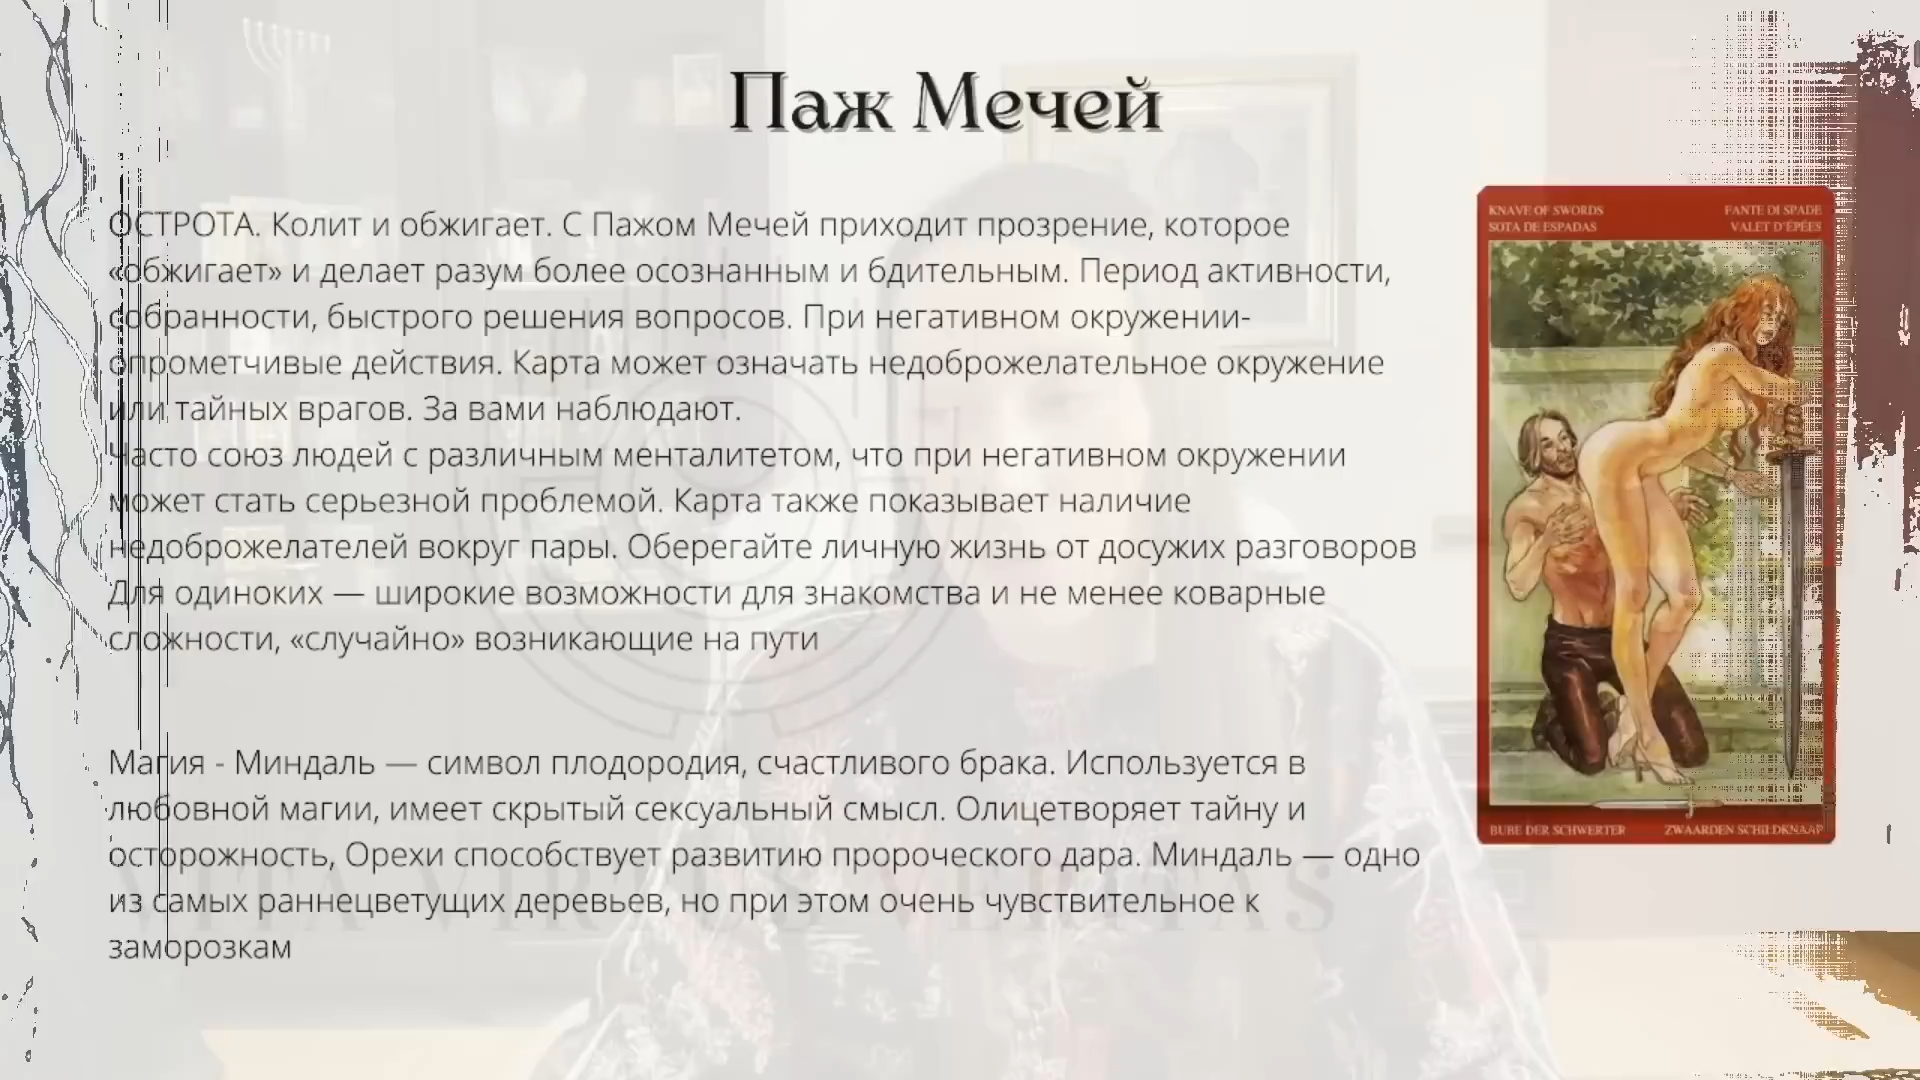 Паж Мечей
ОСТРОТА. Колит и обжигает. С Пажом Мечей приходит прозрение, которое
«обжигает» и делает разум более осознанным и бдительным. Период активности,
собранности, быстрого решения вопросов. При негативном окружении-
опрометчивые действия. Карта может означать недоброжелательное окружение
или тайных врагов. За вами наблюдают.
Часто союз людей с различным менталитетом, что при негативном окружении
может стать серьезной проблемой. Карта также показывает наличие
недоброжелателей вокруг пары. Оберегайте личную жизнь от досужих разговоров
Для одиноких — широкие возможности для знакомства и не менее коварные
сложности, «случайно» возникающие на пути
Магия - Миндаль — символ плодородия, счастливого брака. Используется в
любовной магии, имеет скрытый сексуальный смысл. Олицетворяет тайну и
осторожность, Орехи способствует развитию пророческого дара. Миндаль — одно
из самых раннецветущих деревьев, но при этом очень чувствительное к
заморозкам
KNAVE OF SWORDS FANTE DI SPADE
SOTA DE ESPADAS VALET D'ÉPÉES
BUBE DER SCHWERTER ZWAARDEN SCHILDKNAAP
VITA VIRTUS VERITAS